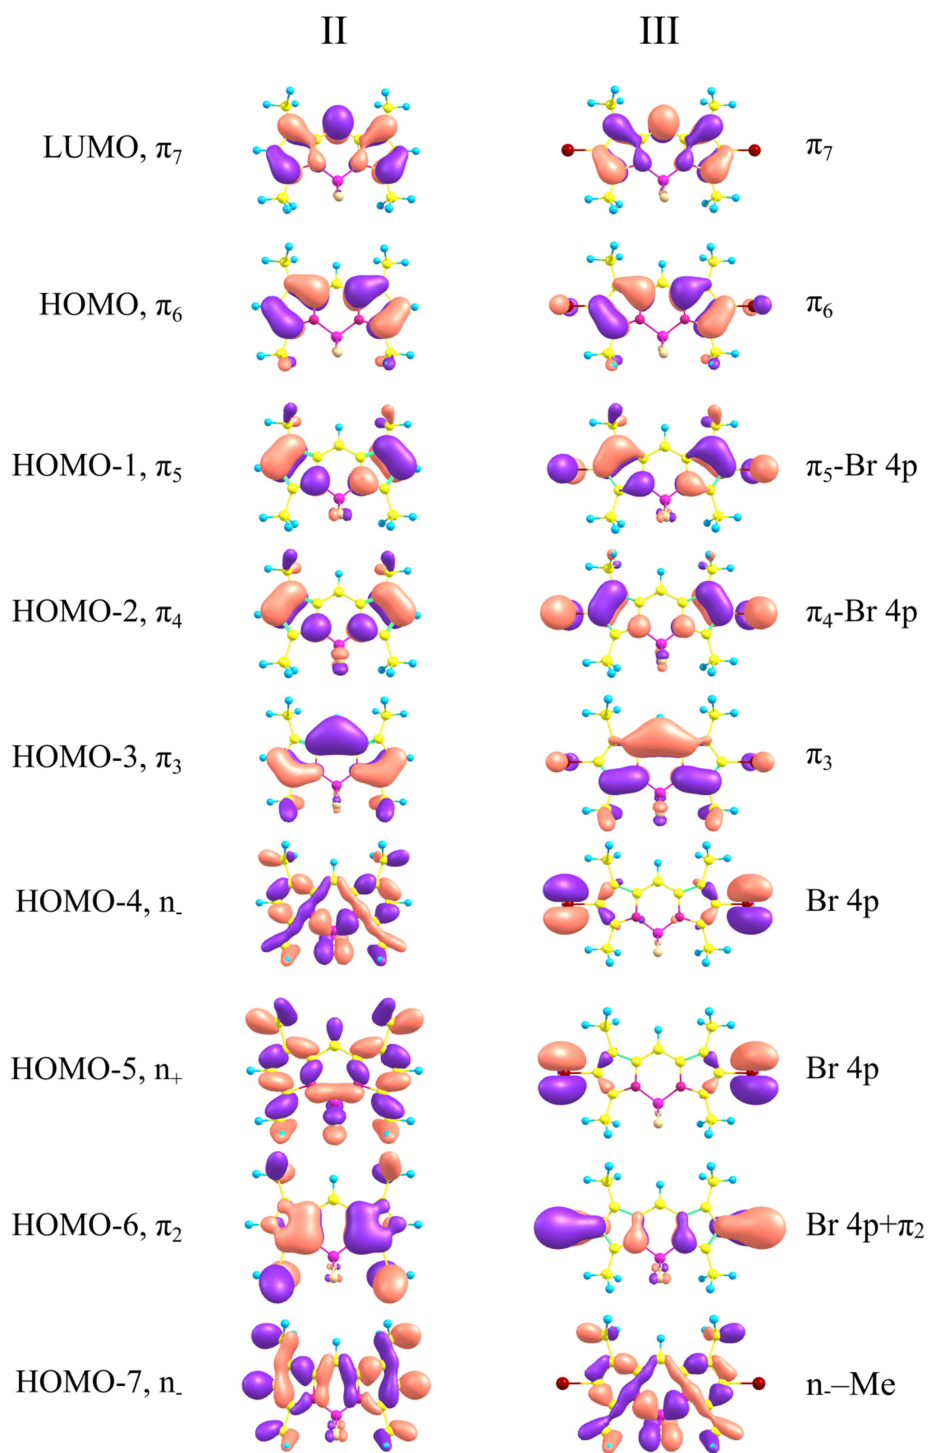 II III
LUMO, π₇ π₇
HOMO, π₆ π₆
HOMO-1, π₅ π₅-Br 4p
HOMO-2, π₄ π₄-Br 4p
HOMO-3, π₃ π₃
HOMO-4, n₋ Br 4p
HOMO-5, n₊ Br 4p
HOMO-6, π₂ Br 4p+π₂
HOMO-7, n₋ n₋–Me